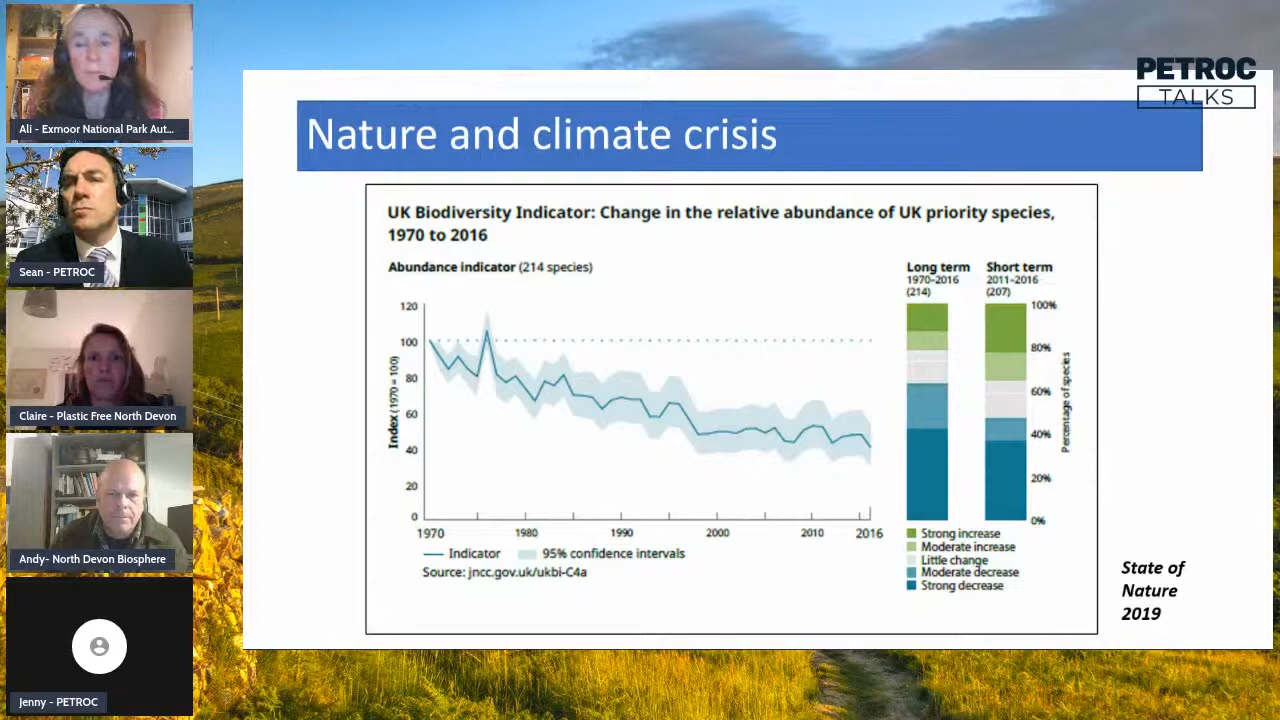 PETROC
TALKS
Ali - Exmoor National Park Aut...
Sean - PETROC
Claire - Plastic Free North Devon
Andy- North Devon Biosphere
Jenny - PETROC
Nature and climate crisis
UK Biodiversity Indicator: Change in the relative abundance of UK priority species,
1970 to 2016
Abundance indicator (214 species)
Index (1970 = 100)
120
100
80
60
40
20
0
1970
1980
1990
2000
2010
2016
Indicator
95% confidence intervals
Source: jncc.gov.uk/ukbi-C4a
Long term
1970–2016
(214)
Short term
2011–2016
(207)
100%
80%
60%
40%
20%
0%
Percentage of species
Strong increase
Moderate increase
Little change
Moderate decrease
Strong decrease
State of
Nature
2019